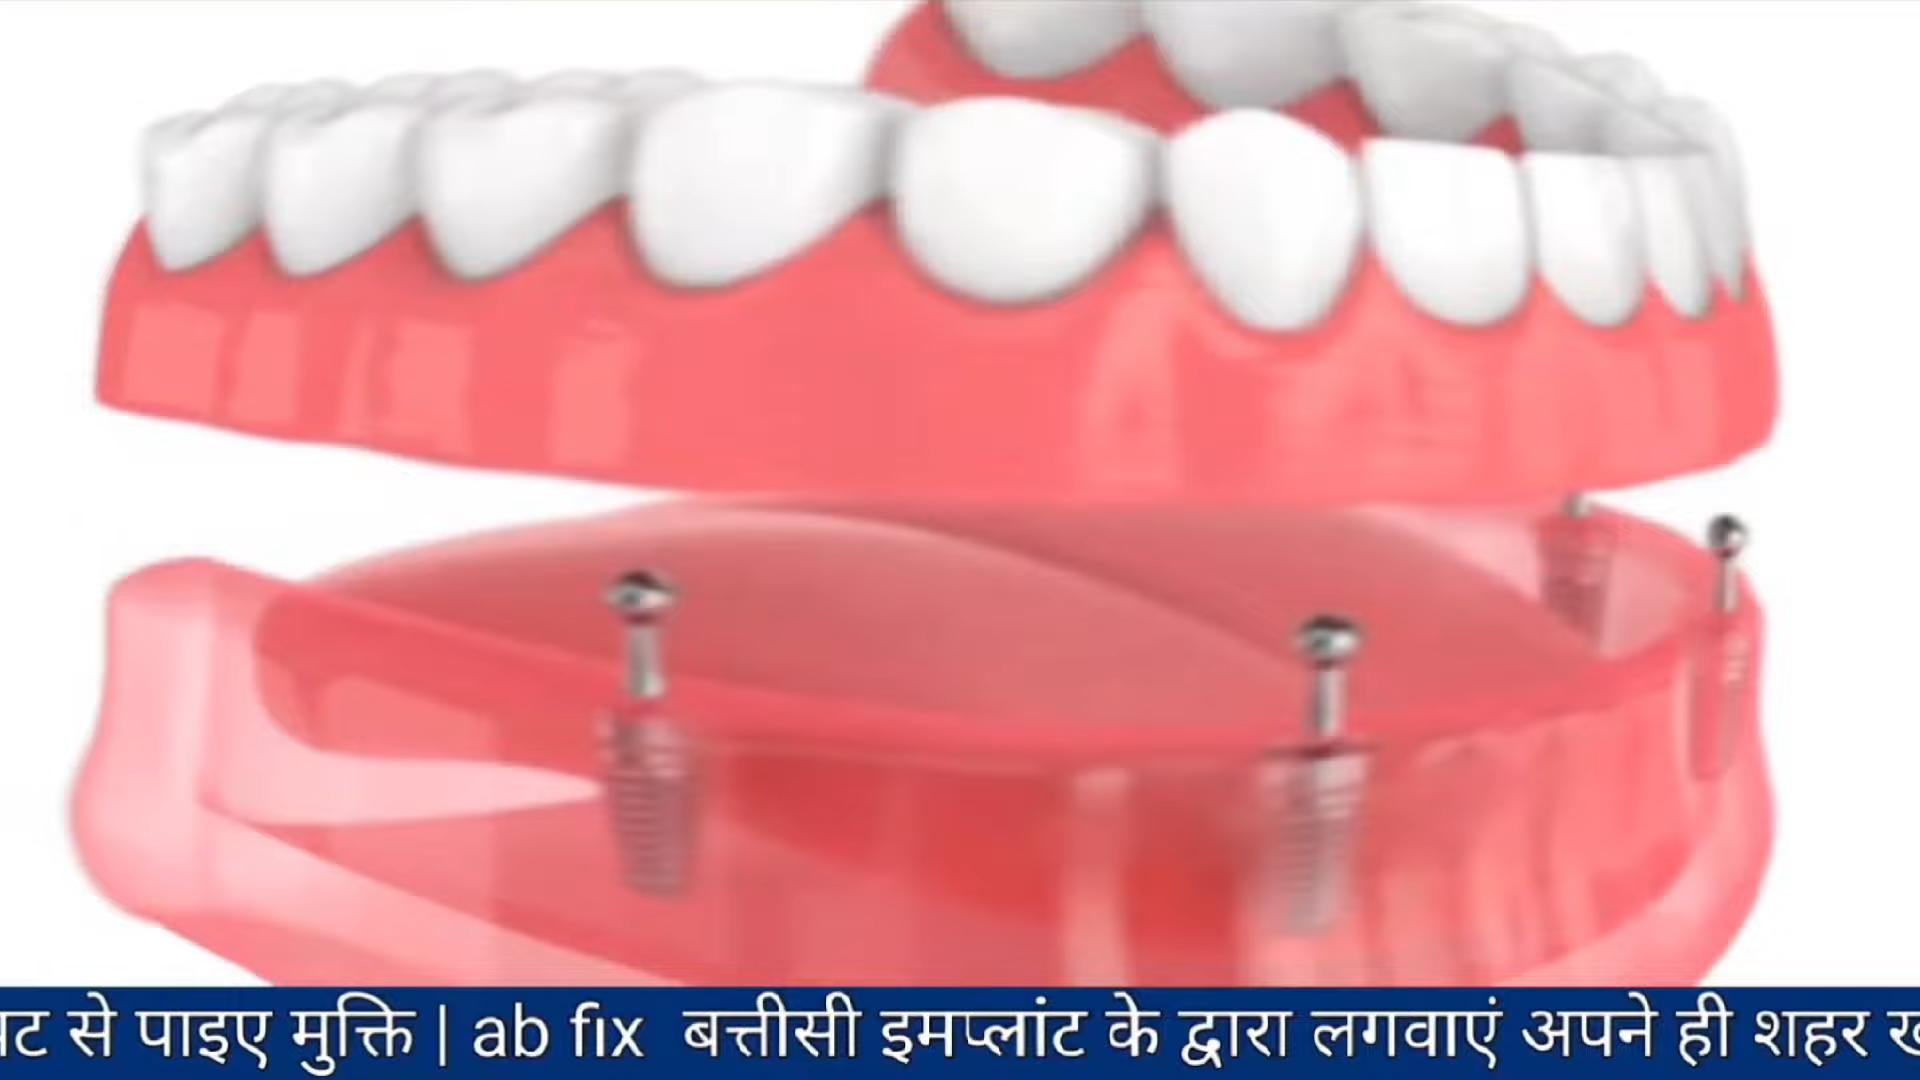 से पाइए मुक्ति | ab fix बत्तीसी इमप्लांट के द्वारा लगवाएं अपने ही शहर